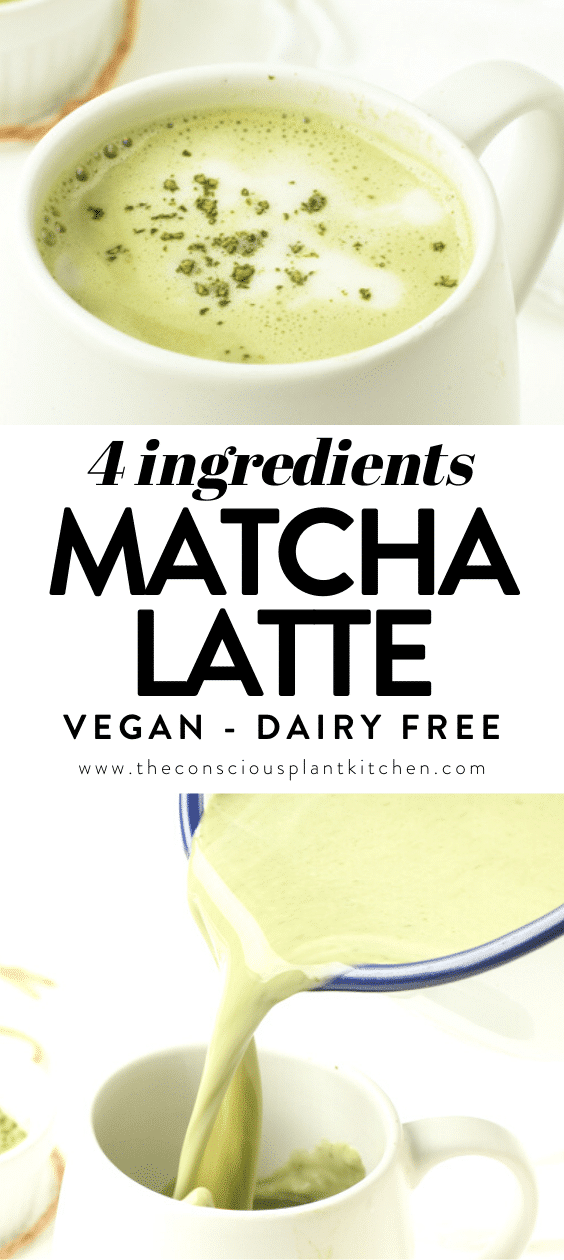 4 ingredients
MATCHA
LATTE
VEGAN - DAIRY FREE
www.theconsciousplantkitchen.com